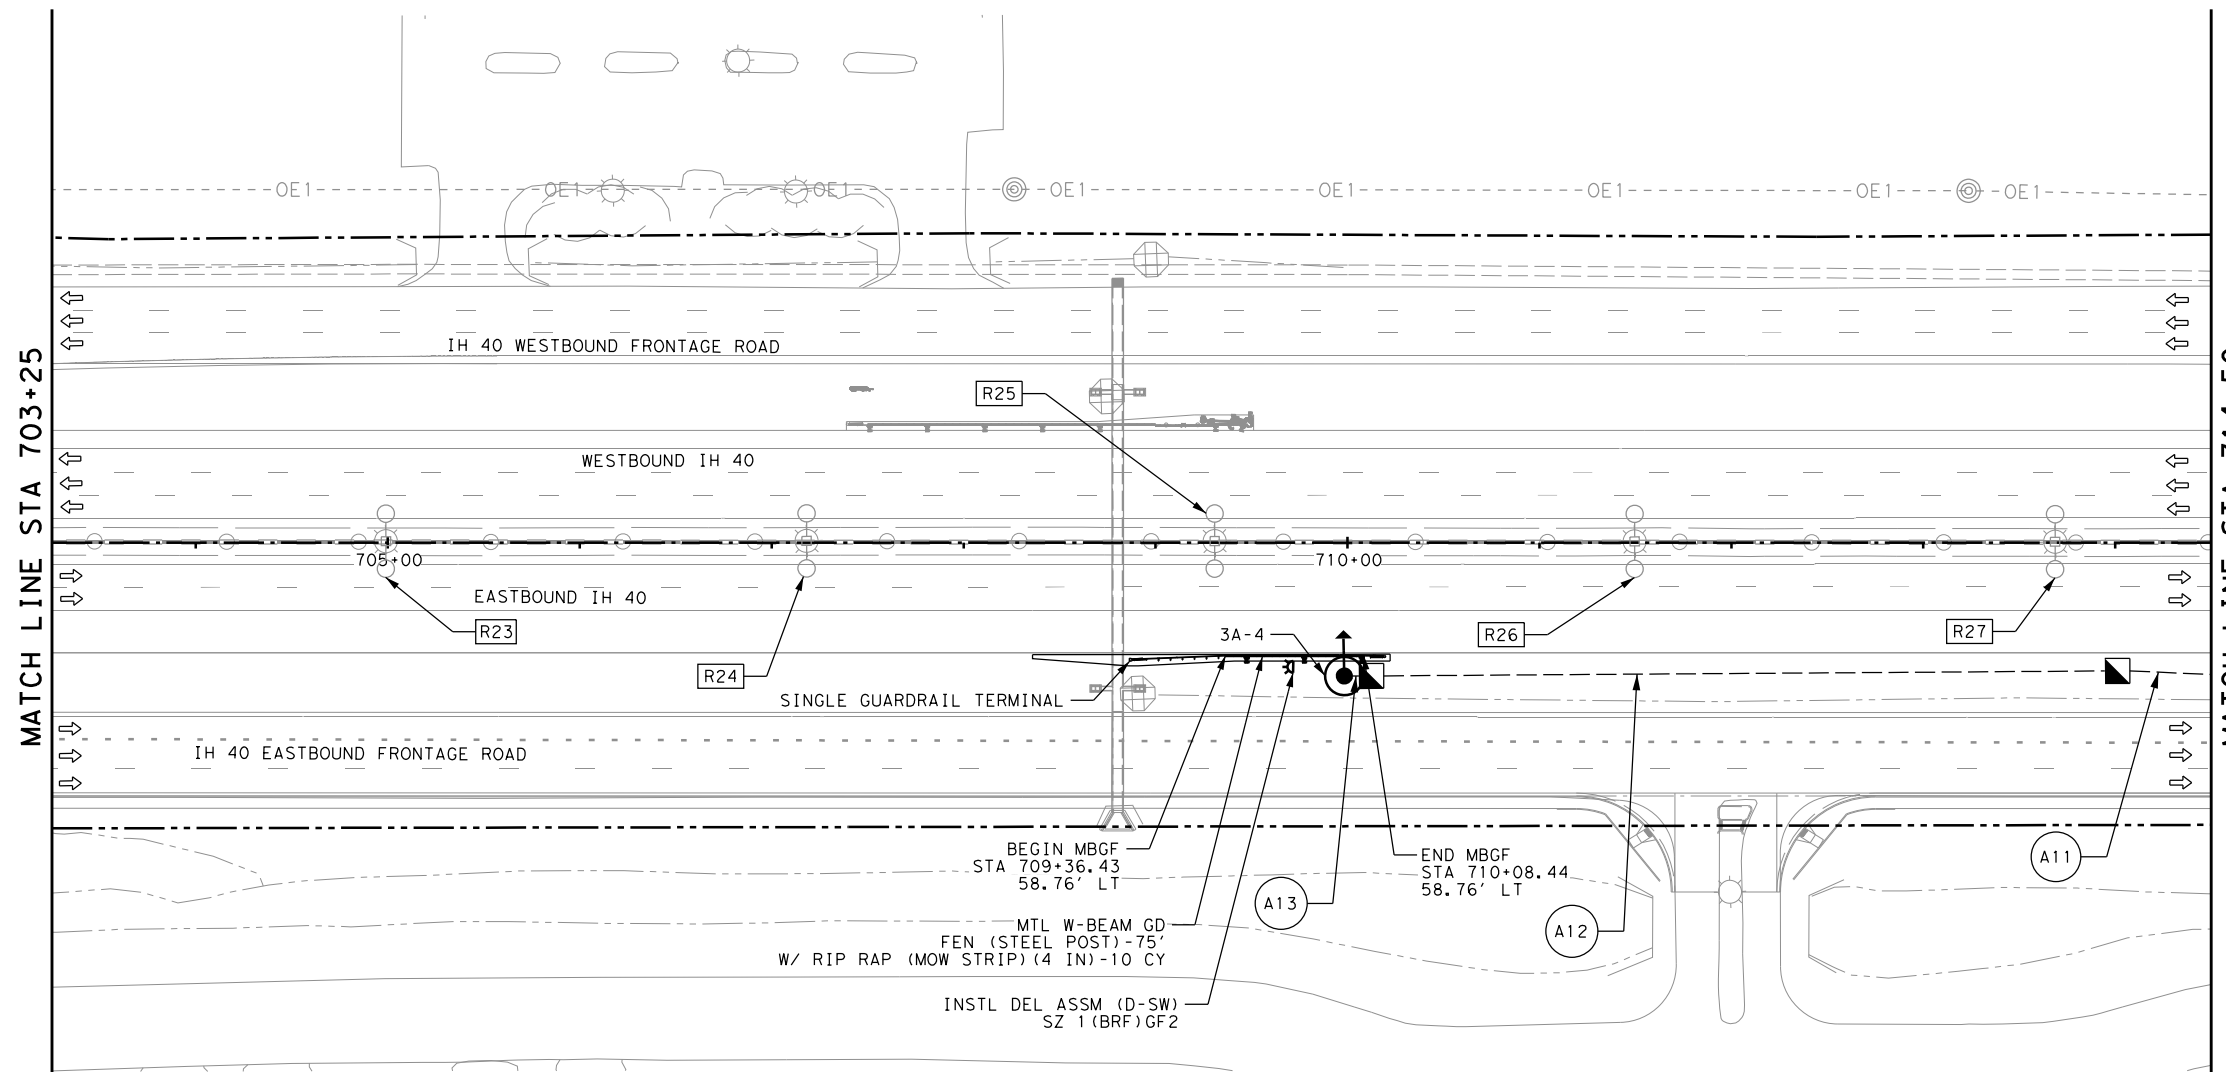 OE1 OE1 OE1 OE1 OE1 OE1 OE1 OE1
IH 40 WESTBOUND FRONTAGE ROAD
MATCH LINE STA 703+25
R25
WESTBOUND IH 40
705+00
710+00
EASTBOUND IH 40
R23
R24
3A-4
R26
R27
SINGLE GUARDRAIL TERMINAL
IH 40 EASTBOUND FRONTAGE ROAD
BEGIN MBGF
STA 709+36.43
58.76' LT
END MBGF
STA 710+08.44
58.76' LT
A11
A13
A12
MTL W-BEAM GD
FEN (STEEL POST)-75'
W/ RIP RAP (MOW STRIP)(4 IN)-10 CY
INSTL DEL ASSM (D-SW)
SZ 1(BRF)GF2